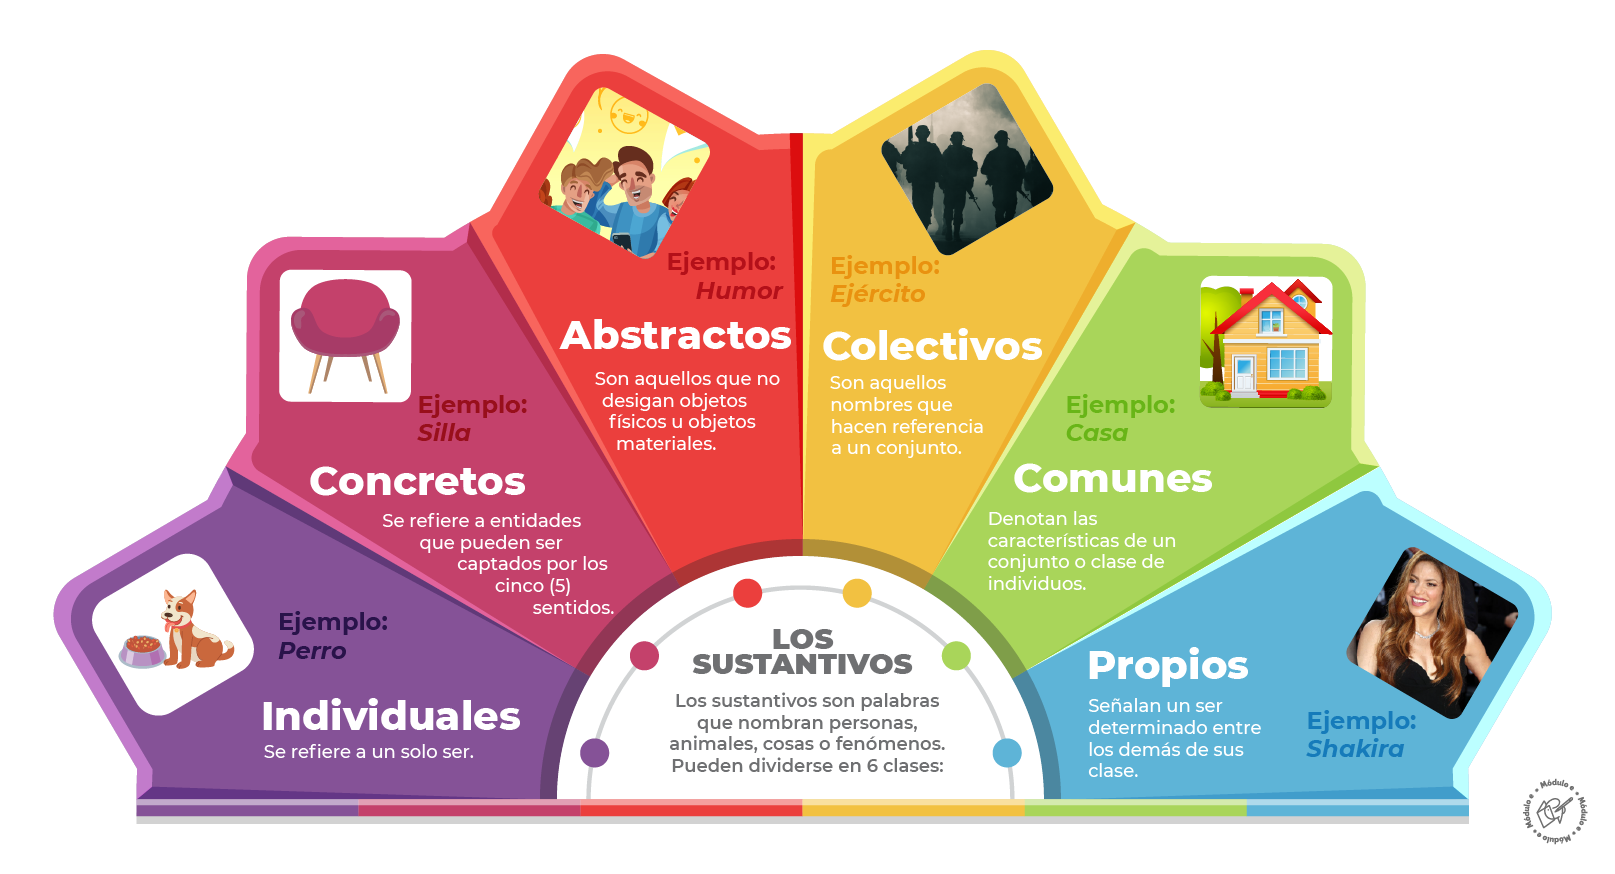 LOS
SUSTANTIVOS
Los sustantivos son palabras
que nombran personas,
animales, cosas o fenómenos.
Pueden dividerse en 6 clases:
Ejemplo:
Perro
Individuales
Se refiere a un solo ser.
Ejemplo:
Silla
Concretos
Se refiere a entidades
que pueden ser
captados por los
cinco (5)
sentidos.
Ejemplo:
Humor
Abstractos
Son aquellos que no
desigan objetos
físicos u objetos
materiales.
Ejemplo:
Ejército
Colectivos
Son aquellos
nombres que
hacen referencia
a un conjunto.
Ejemplo:
Casa
Comunes
Denotan las
características de un
conjunto o clase de
individuos.
Propios
Señalan un ser
determinado entre
los demás de sus
clase.
Ejemplo:
Shakira
Módulo e
Módulo e
Módulo e
Módulo e